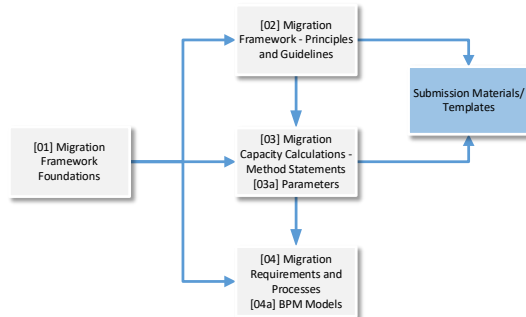 [02] Migration
Framework - Principles
and Guidelines
Submission Materials/
Templates
[01] Migration
Framework
Foundations
[03] Migration
Capacity Calculations -
Method Statements
[03a] Parameters
[04] Migration
Requirements and
Processes
[04a] BPM Models